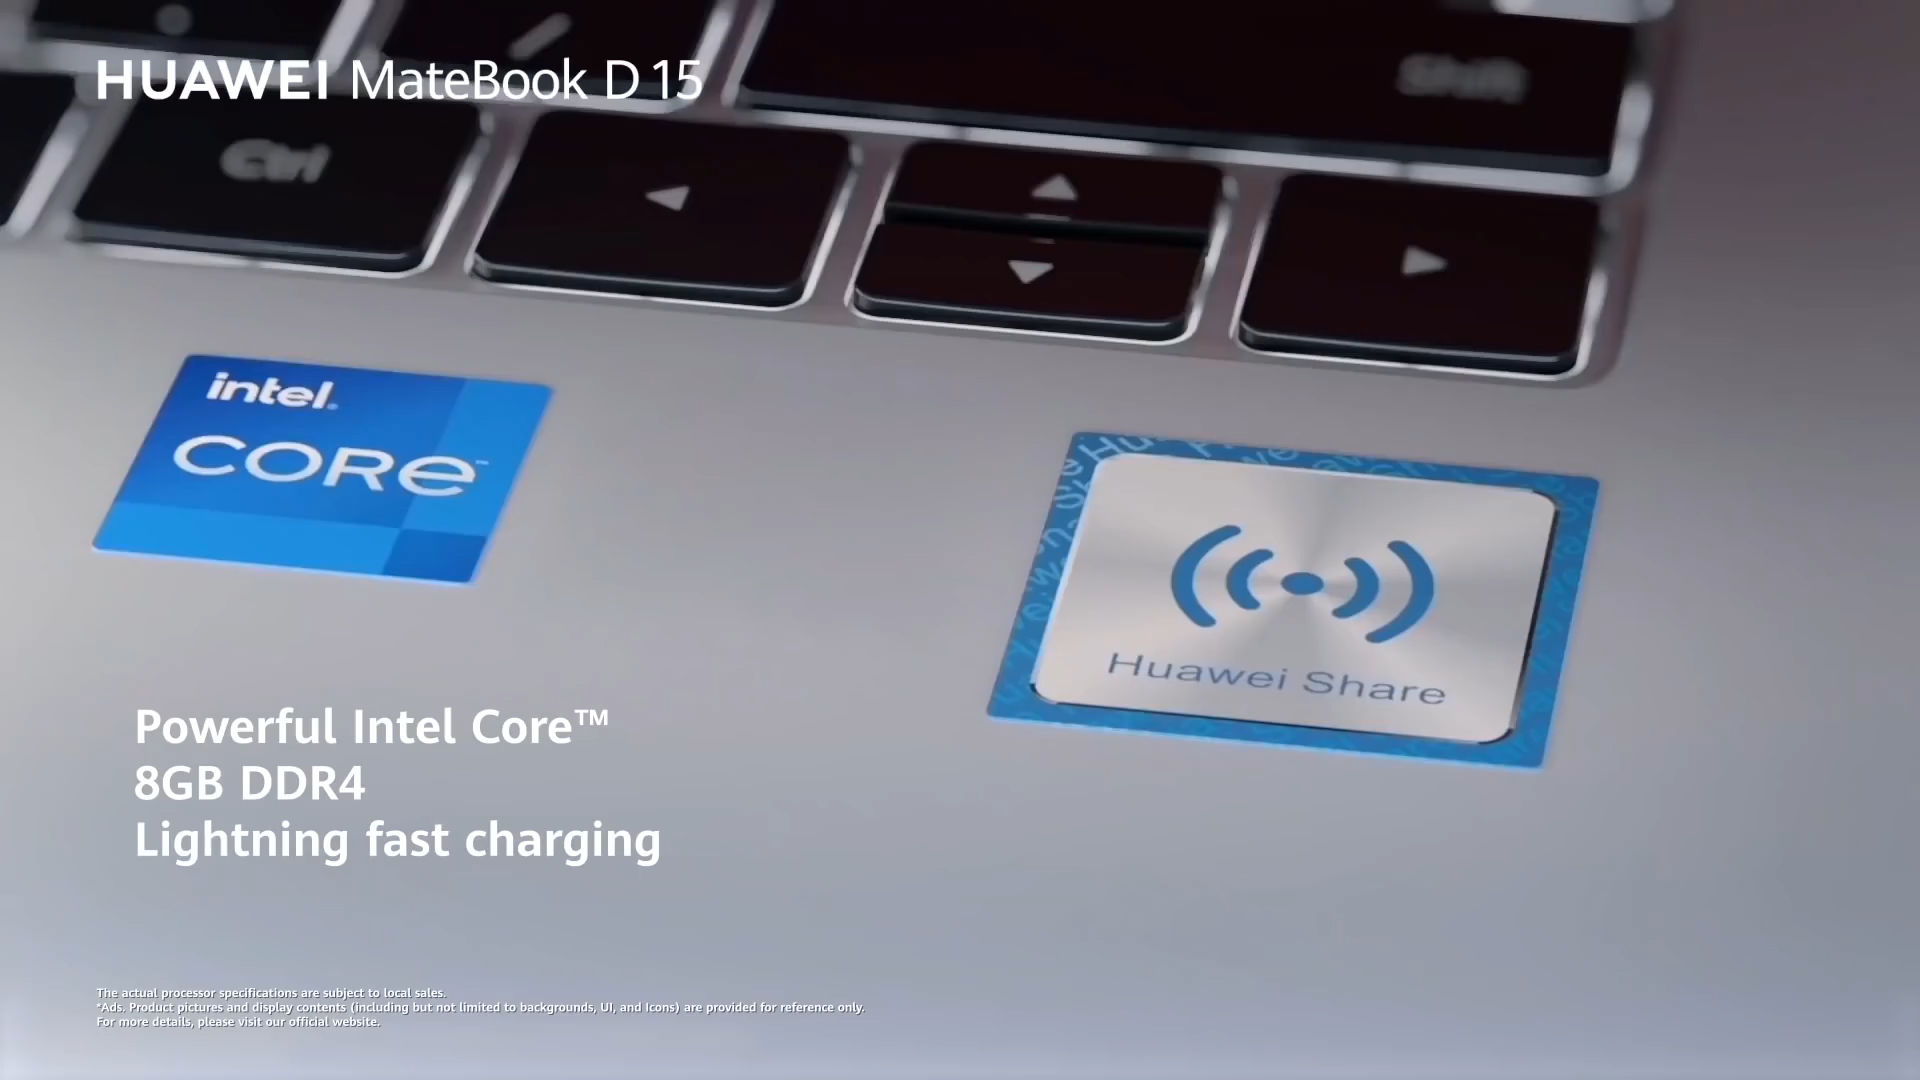 HUAWEI MateBook D 15
Shift
Ctrl
intel.
CORE™
Huawei Share
Powerful Intel Core™
8GB DDR4
Lightning fast charging
The actual processor specifications are subject to local sales.
*Ads. Product pictures and display contents (including but not limited to backgrounds, UI, and Icons) are provided for reference only.
For more details, please visit our official website.